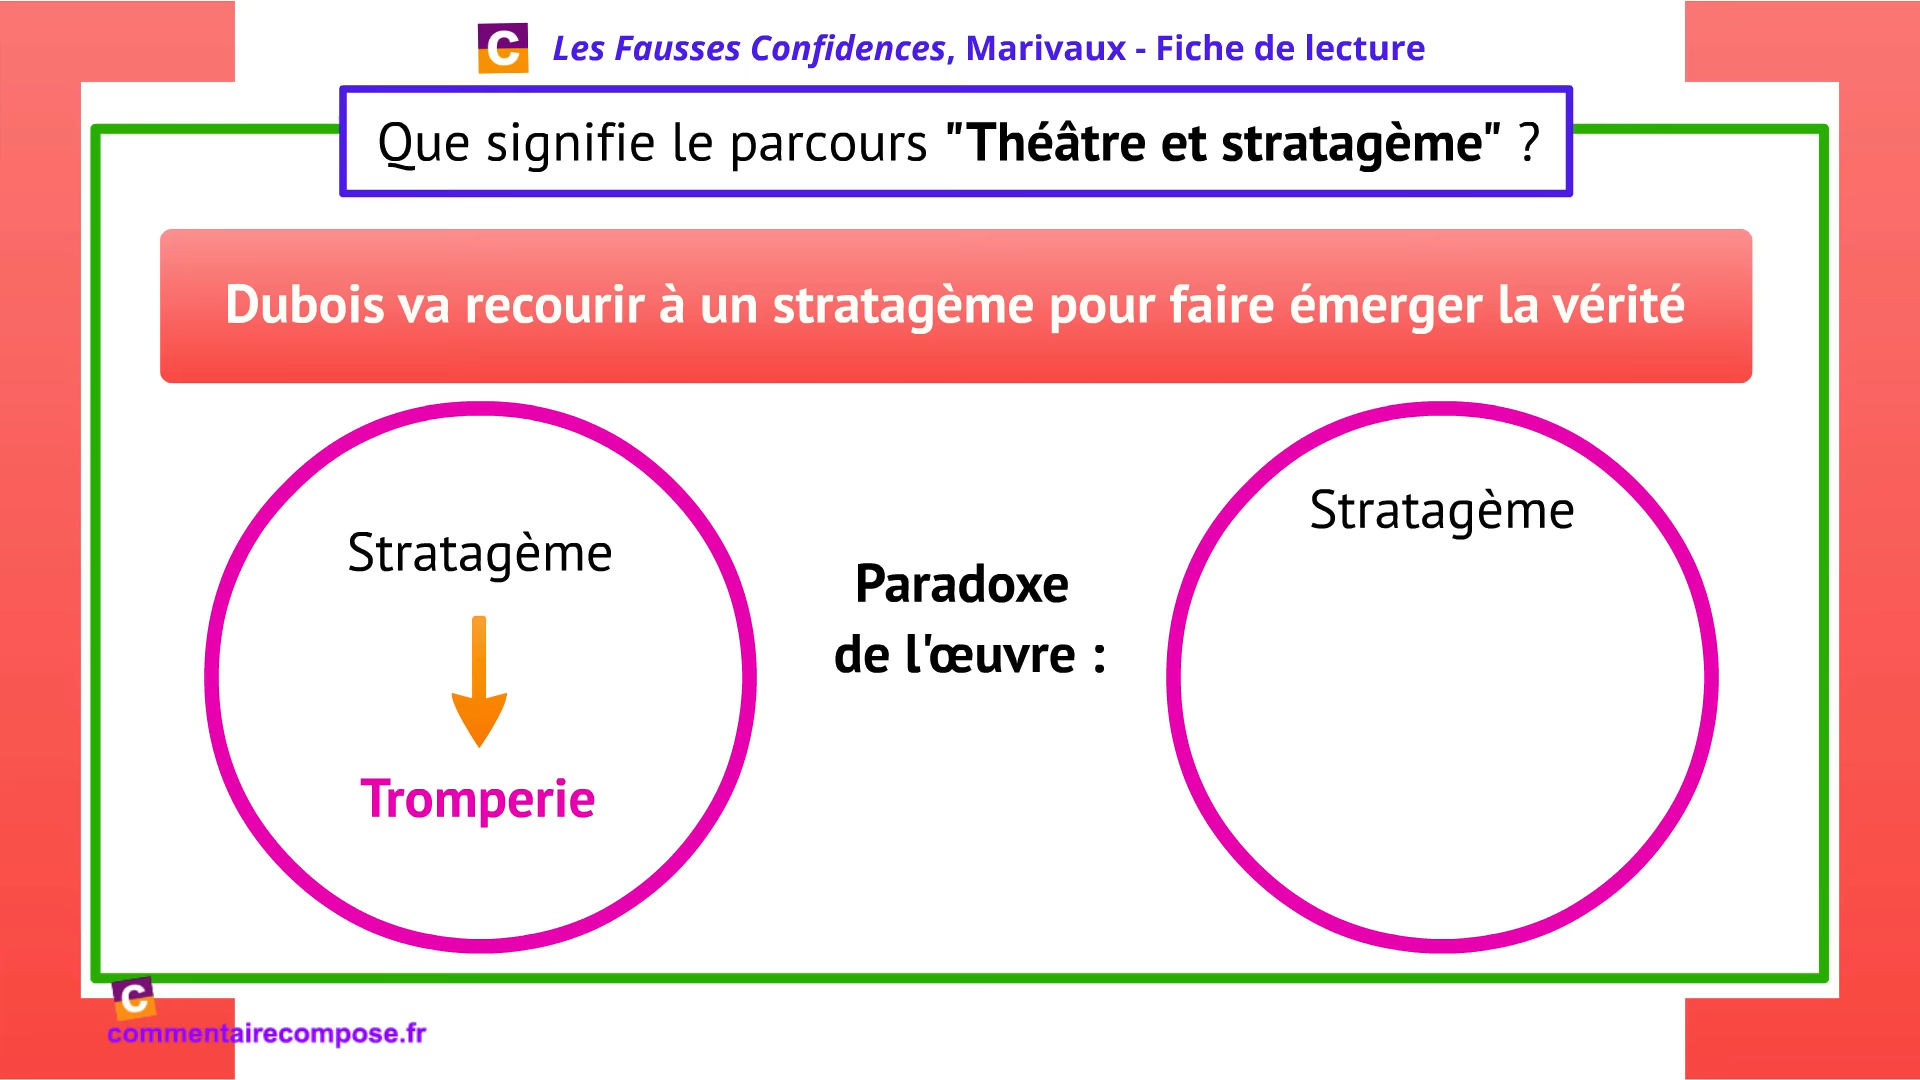 C Les Fausses Confidences, Marivaux - Fiche de lecture
Que signifie le parcours "Théâtre et stratagème" ?
Dubois va recourir à un stratagème pour faire émerger la vérité
Stratagème
Tromperie
Paradoxe
de l'œuvre :
Stratagème
C
commentairecompose.fr